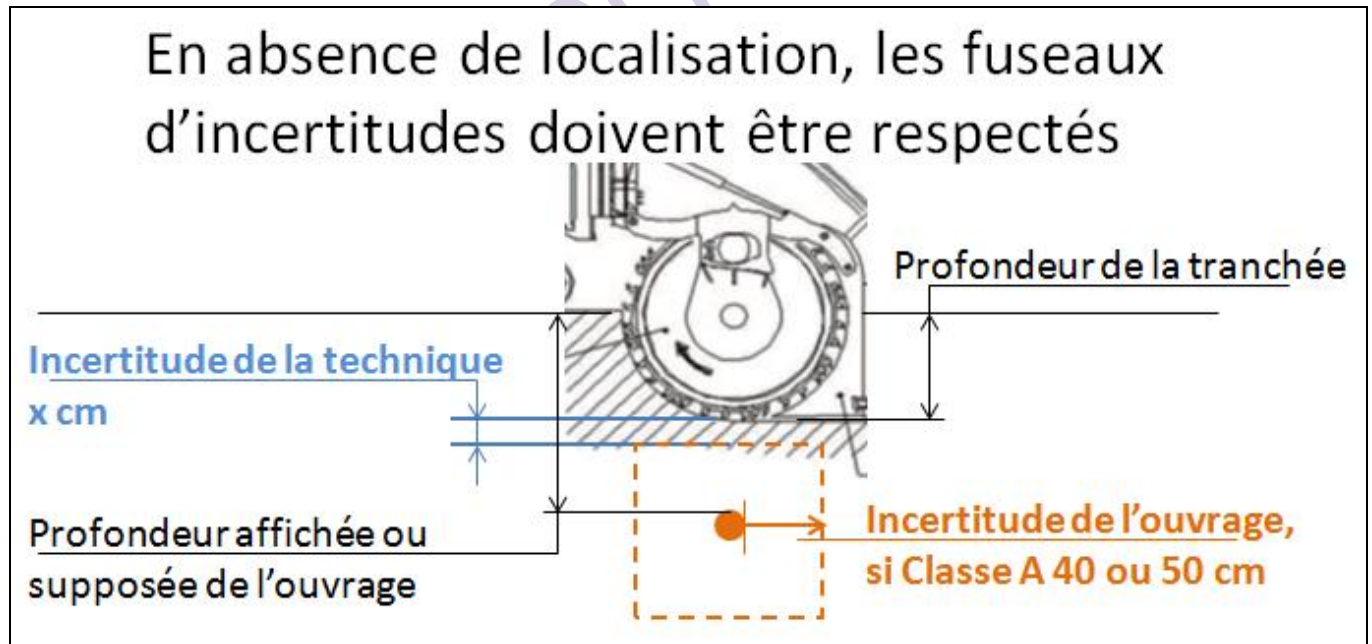 En absence de localisation, les fuseaux
d'incertitudes doivent être respectés
Profondeur de la tranchée
Incertitude de la technique
x cm
Profondeur affichée ou
supposée de l'ouvrage
Incertitude de l'ouvrage,
si Classe A 40 ou 50 cm